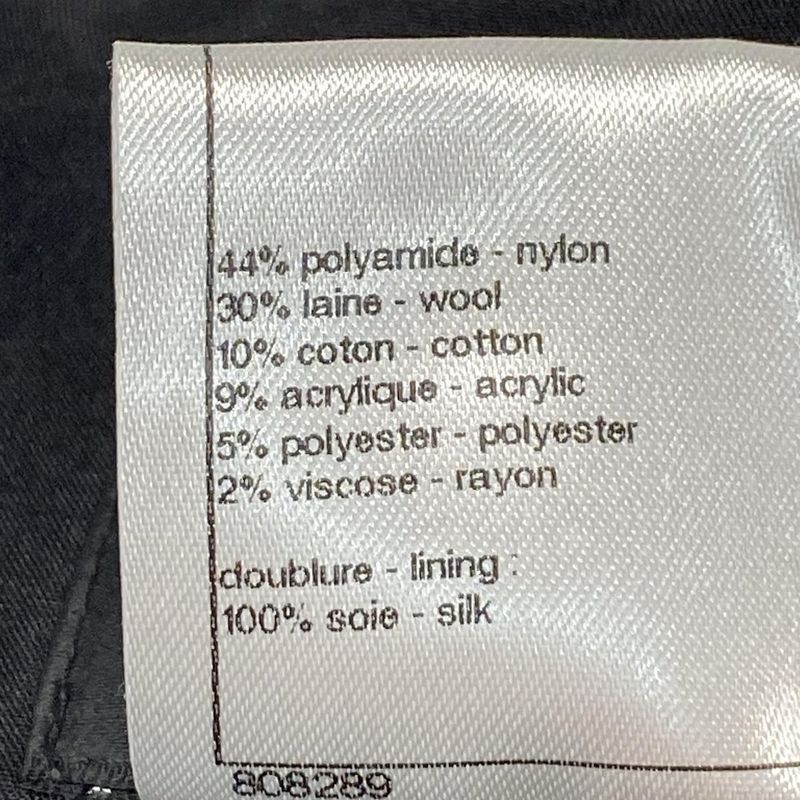 44% polyamide - nylon
30% laine - wool
10% coton - cotton
9% acrylique - acrylic
5% polyester - polyester
2% viscose - rayon
doublure - lining :
100% soie - silk
808289